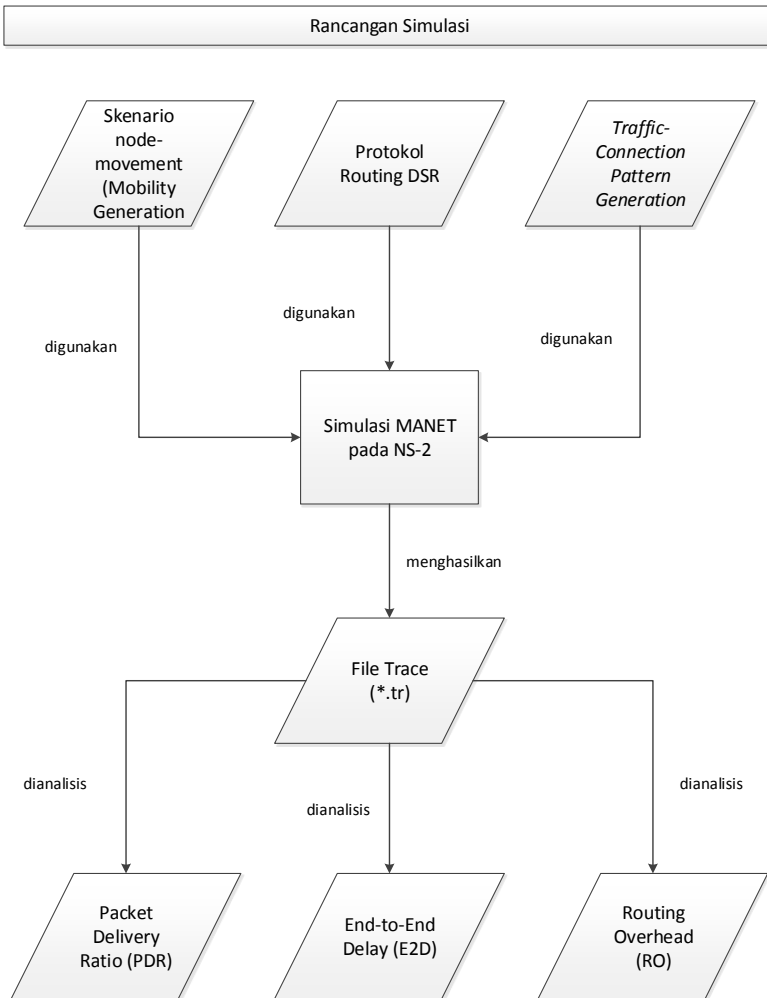 Rancangan Simulasi
Skenario
node-
movement
(Mobility
Generation
Protokol
Routing DSR
Traffic-
Connection
Pattern
Generation
digunakan
digunakan
digunakan
Simulasi MANET
pada NS-2
menghasilkan
File Trace
(*.tr)
dianalisis
dianalisis
dianalisis
Packet
Delivery
Ratio (PDR)
End-to-End
Delay (E2D)
Routing
Overhead
(RO)